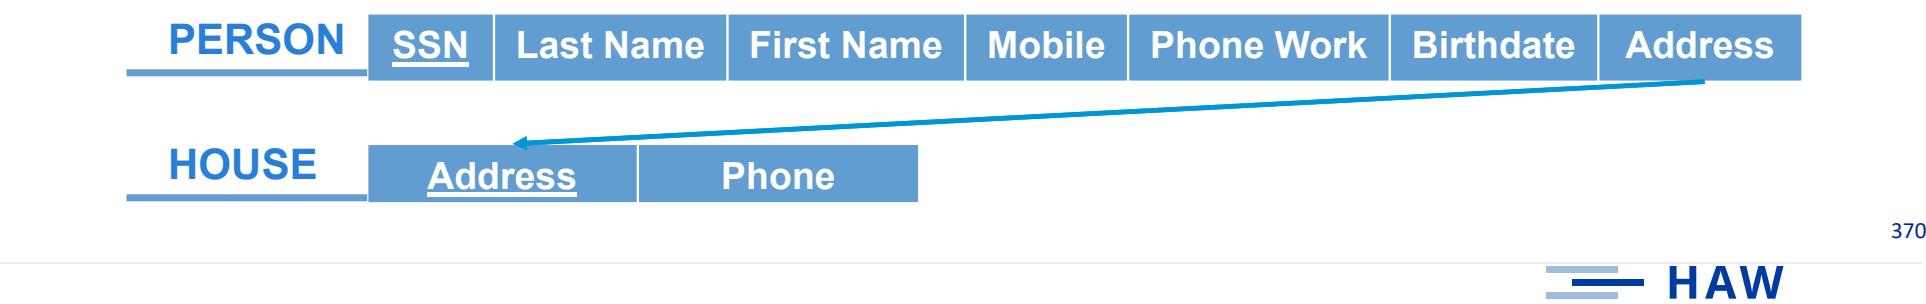 PERSON SSN Last Name First Name Mobile Phone Work Birthdate Address
HOUSE Address Phone
370
HAW